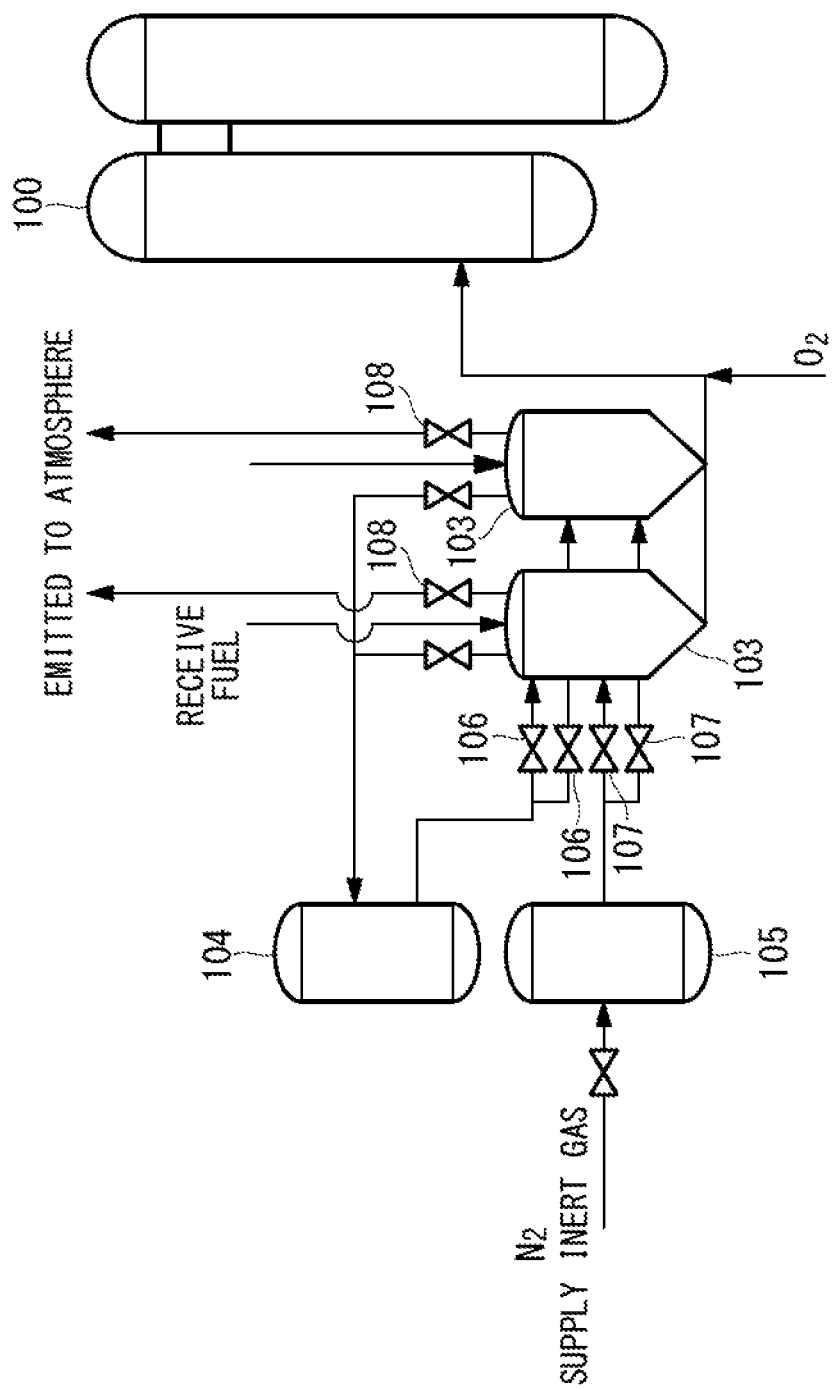 100
EMITTED TO ATMOSPHERE
RECEIVE
FUEL
104
108
108
103
106
N2
SUPPLY INERT GAS
106
107
107
103
105
O2